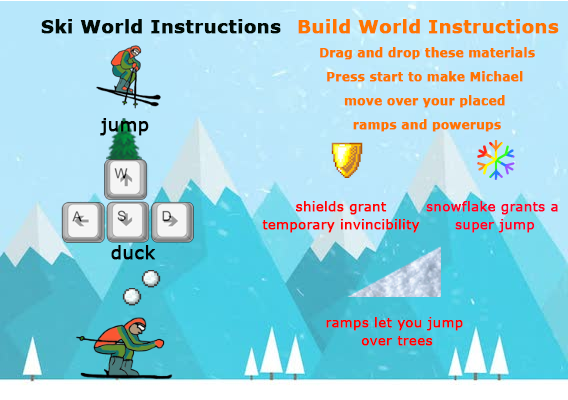 Ski World Instructions
jump
W
A S D
duck
Build World Instructions
Drag and drop these materials
Press start to make Michael
move over your placed
ramps and powerups
shields grant
temporary invincibility
snowflake grants a
super jump
ramps let you jump
over trees